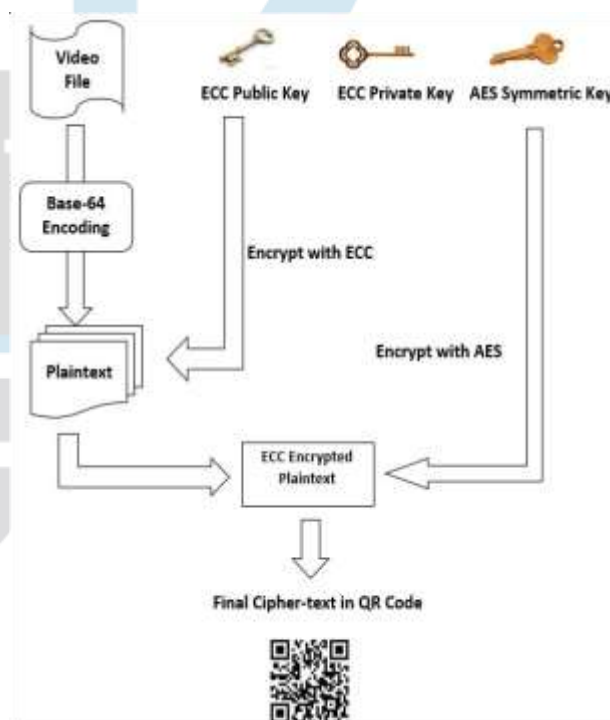 Video
File
ECC Public Key
ECC Private Key
AES Symmetric Key
Base-64
Encoding
Encrypt with ECC
Plaintext
Encrypt with AES
ECC Encrypted
Plaintext
Final Cipher-text in QR Code